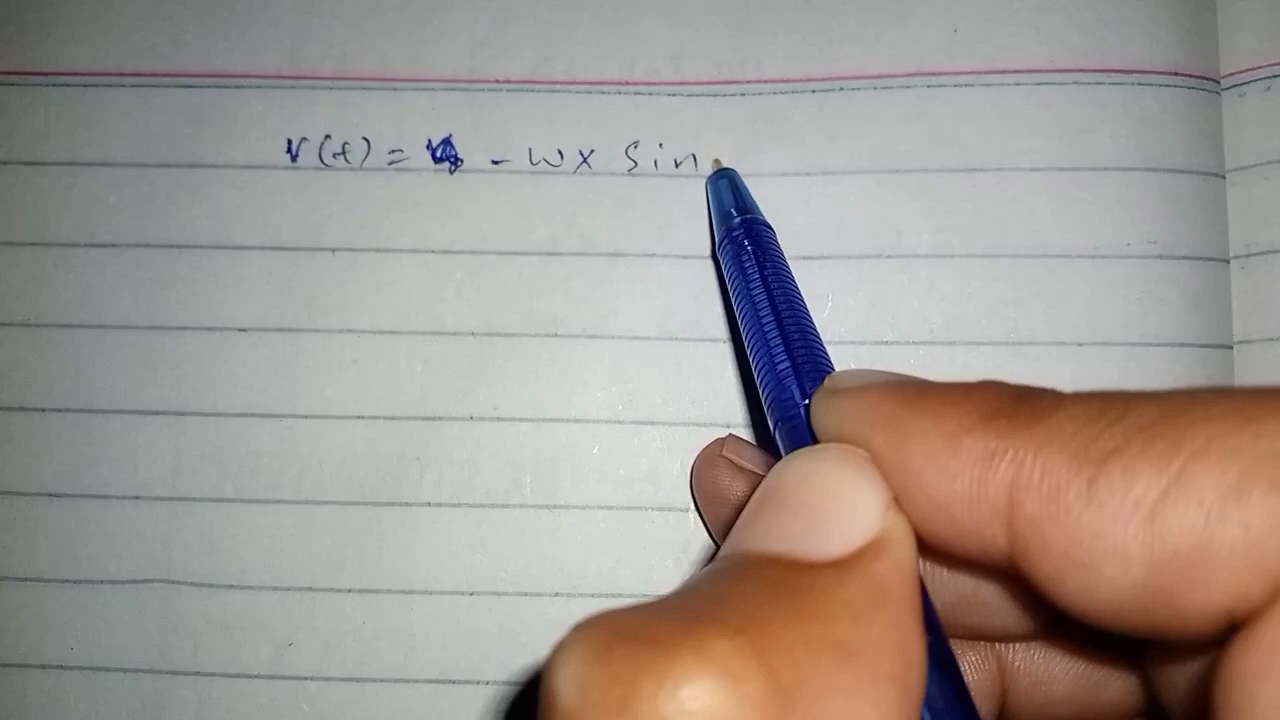 v(t) = - wx sin